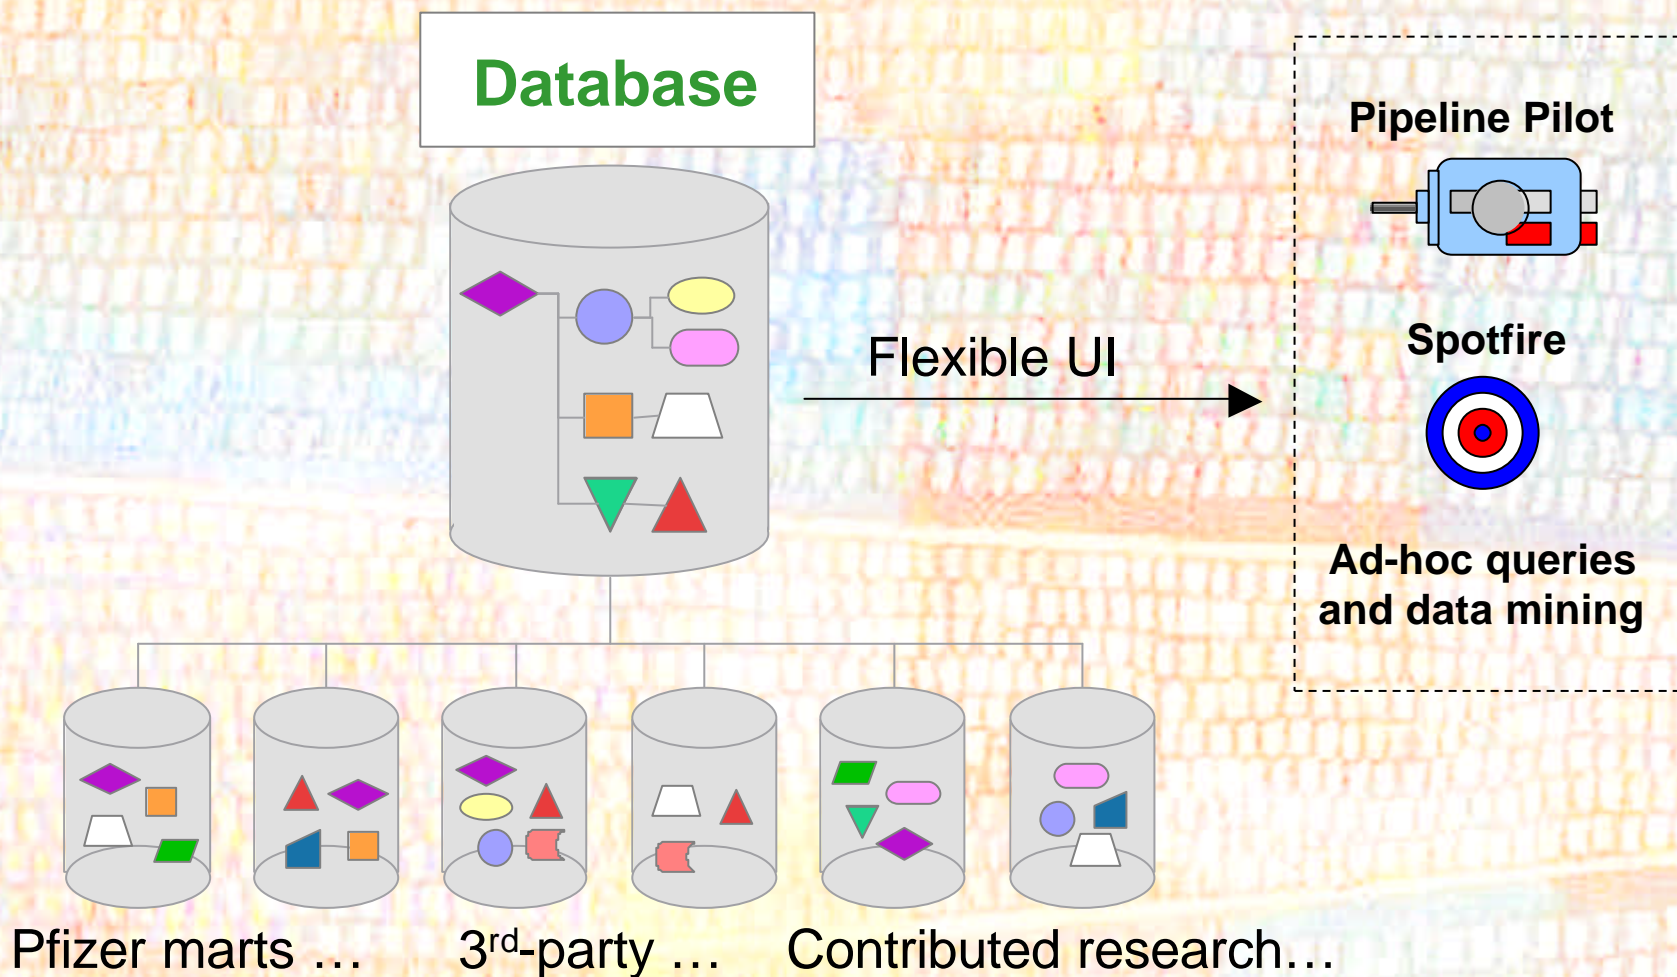 Database
Pipeline Pilot
Flexible UI
Spotfire
Ad-hoc queries
and data mining
Pfizer marts …
3rd-party …
Contributed research…